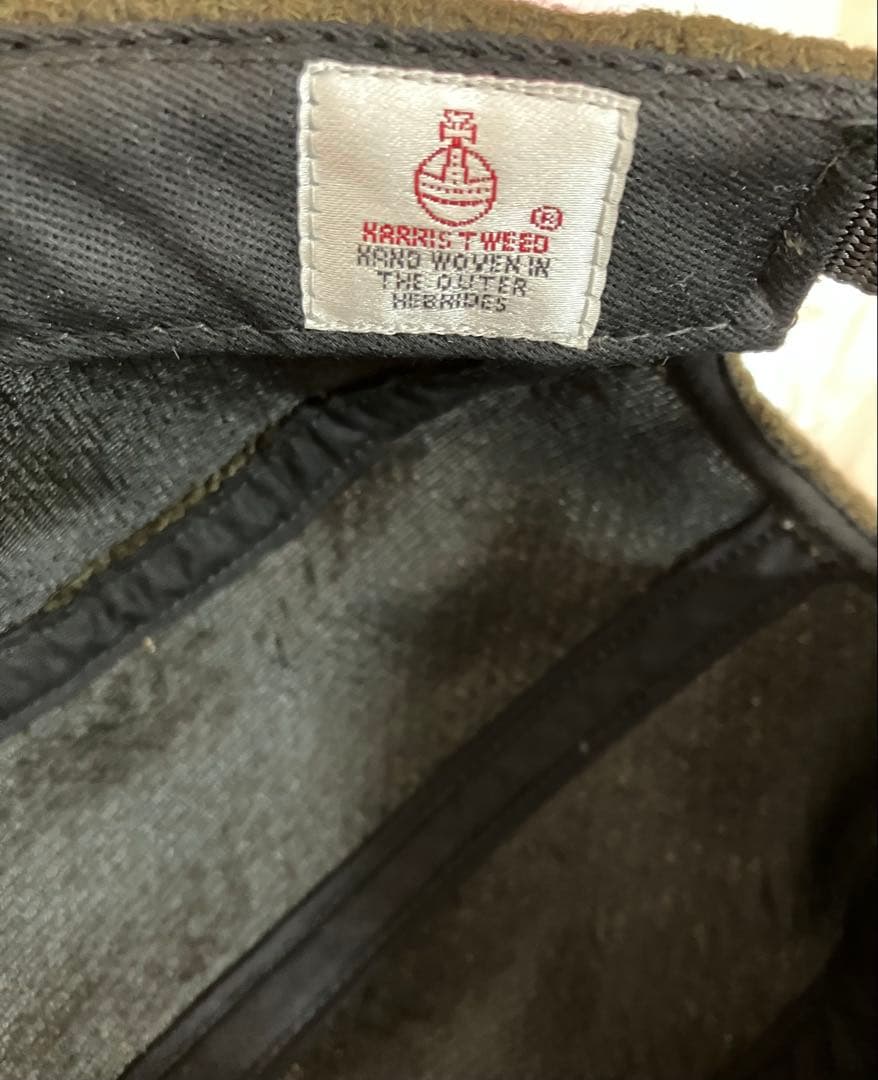 ®
HARRIS TWEED
HAND WOVEN IN
THE OUTER
HEBRIDES